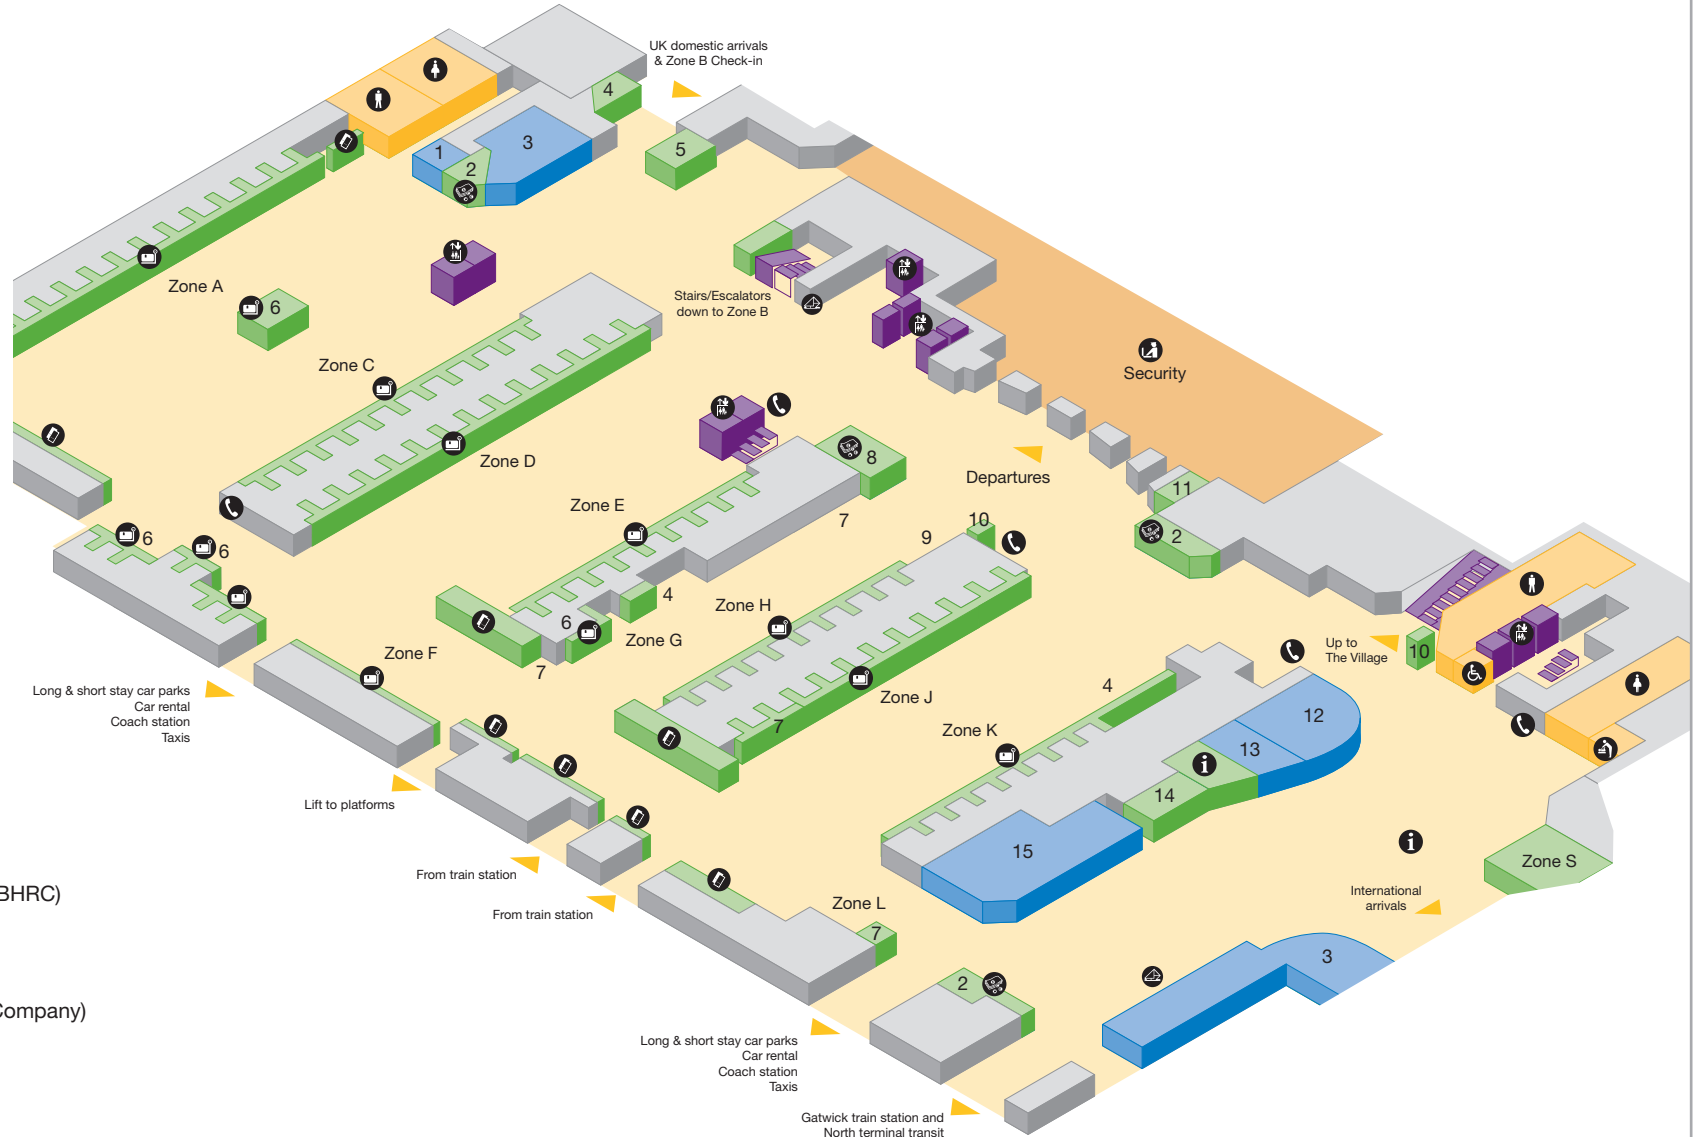 UK domestic arrivals
& Zone B Check-in
4
1
2
3
5
Zone A
6
Stairs/Escalators
down to Zone B
Zone C
Security
Zone D
8
Departures
Zone E
7
11
9
10
2
6
6
4
Zone H
6
Zone G
7
Zone F
Up to
The Village
10
Long & short stay car parks
Car rental
Coach station
Taxis
Zone J
4
7
12
Zone K
13
14
Lift to platforms
15
Zone S
From train station
International
arrivals
BHRC)
From train station
Zone L
7
3
2
Company)
Long & short stay car parks
Car rental
Coach station
Taxis
Gatwick train station and
North terminal transit